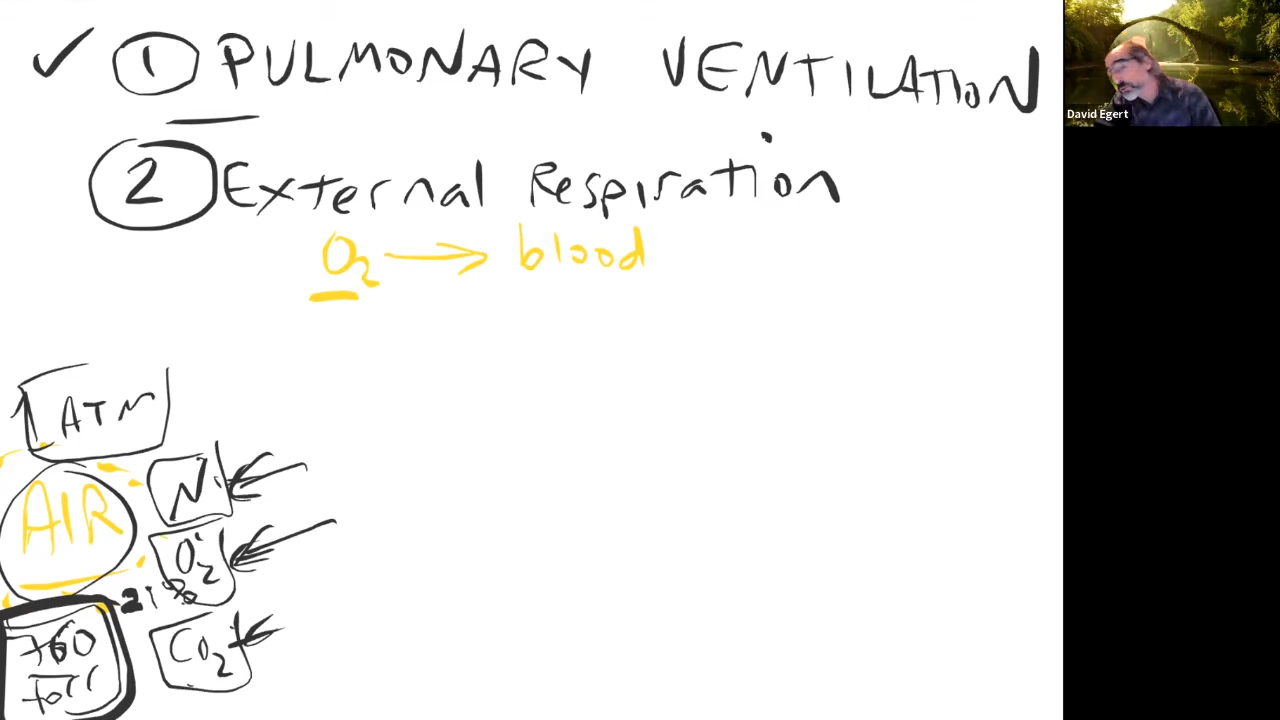 ✓ ① PULMONARY VENTILATION
② External Respiration
O₂ → blood
1 ATM
AIR
N
O₂
21%
760
torr
CO₂
David Egert